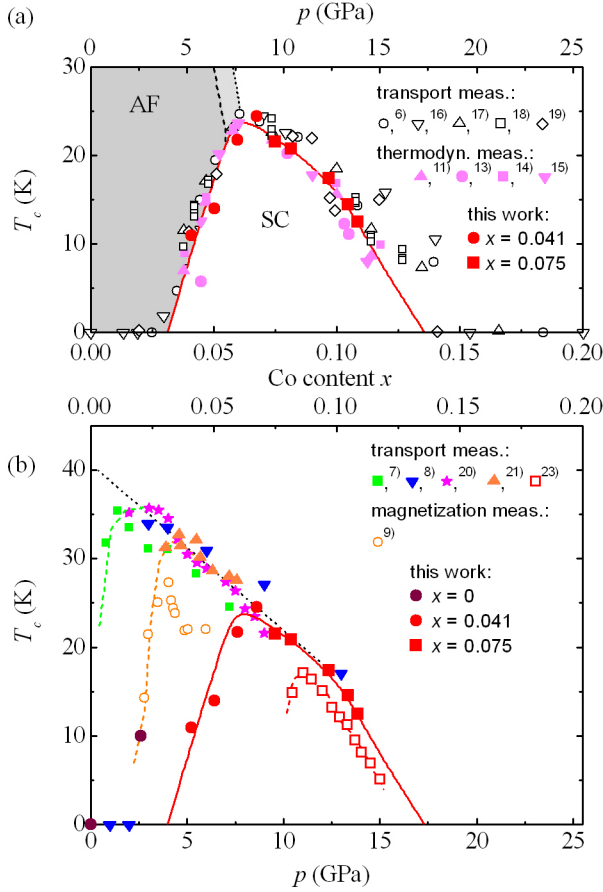 (a)
p (GPa)
0 5 10 15 20 25
30
20
10
0
T_c (K)
AF
SC
transport meas.:
,6) ,16) ,17) ,18) ,19)
thermodyn. meas.:
,11) ,13) ,14) ,15)
this work:
x = 0.041
x = 0.075
0.00 0.05 0.10 0.15 0.20
Co content x
0.00 0.05 0.10 0.15 0.20
(b)
40
30
20
10
0
T_c (K)
transport meas.:
,7) ,8) ,20) ,21) 23)
magnetization meas.:
9)
this work:
x = 0
x = 0.041
x = 0.075
0 5 10 15 20 25
p (GPa)